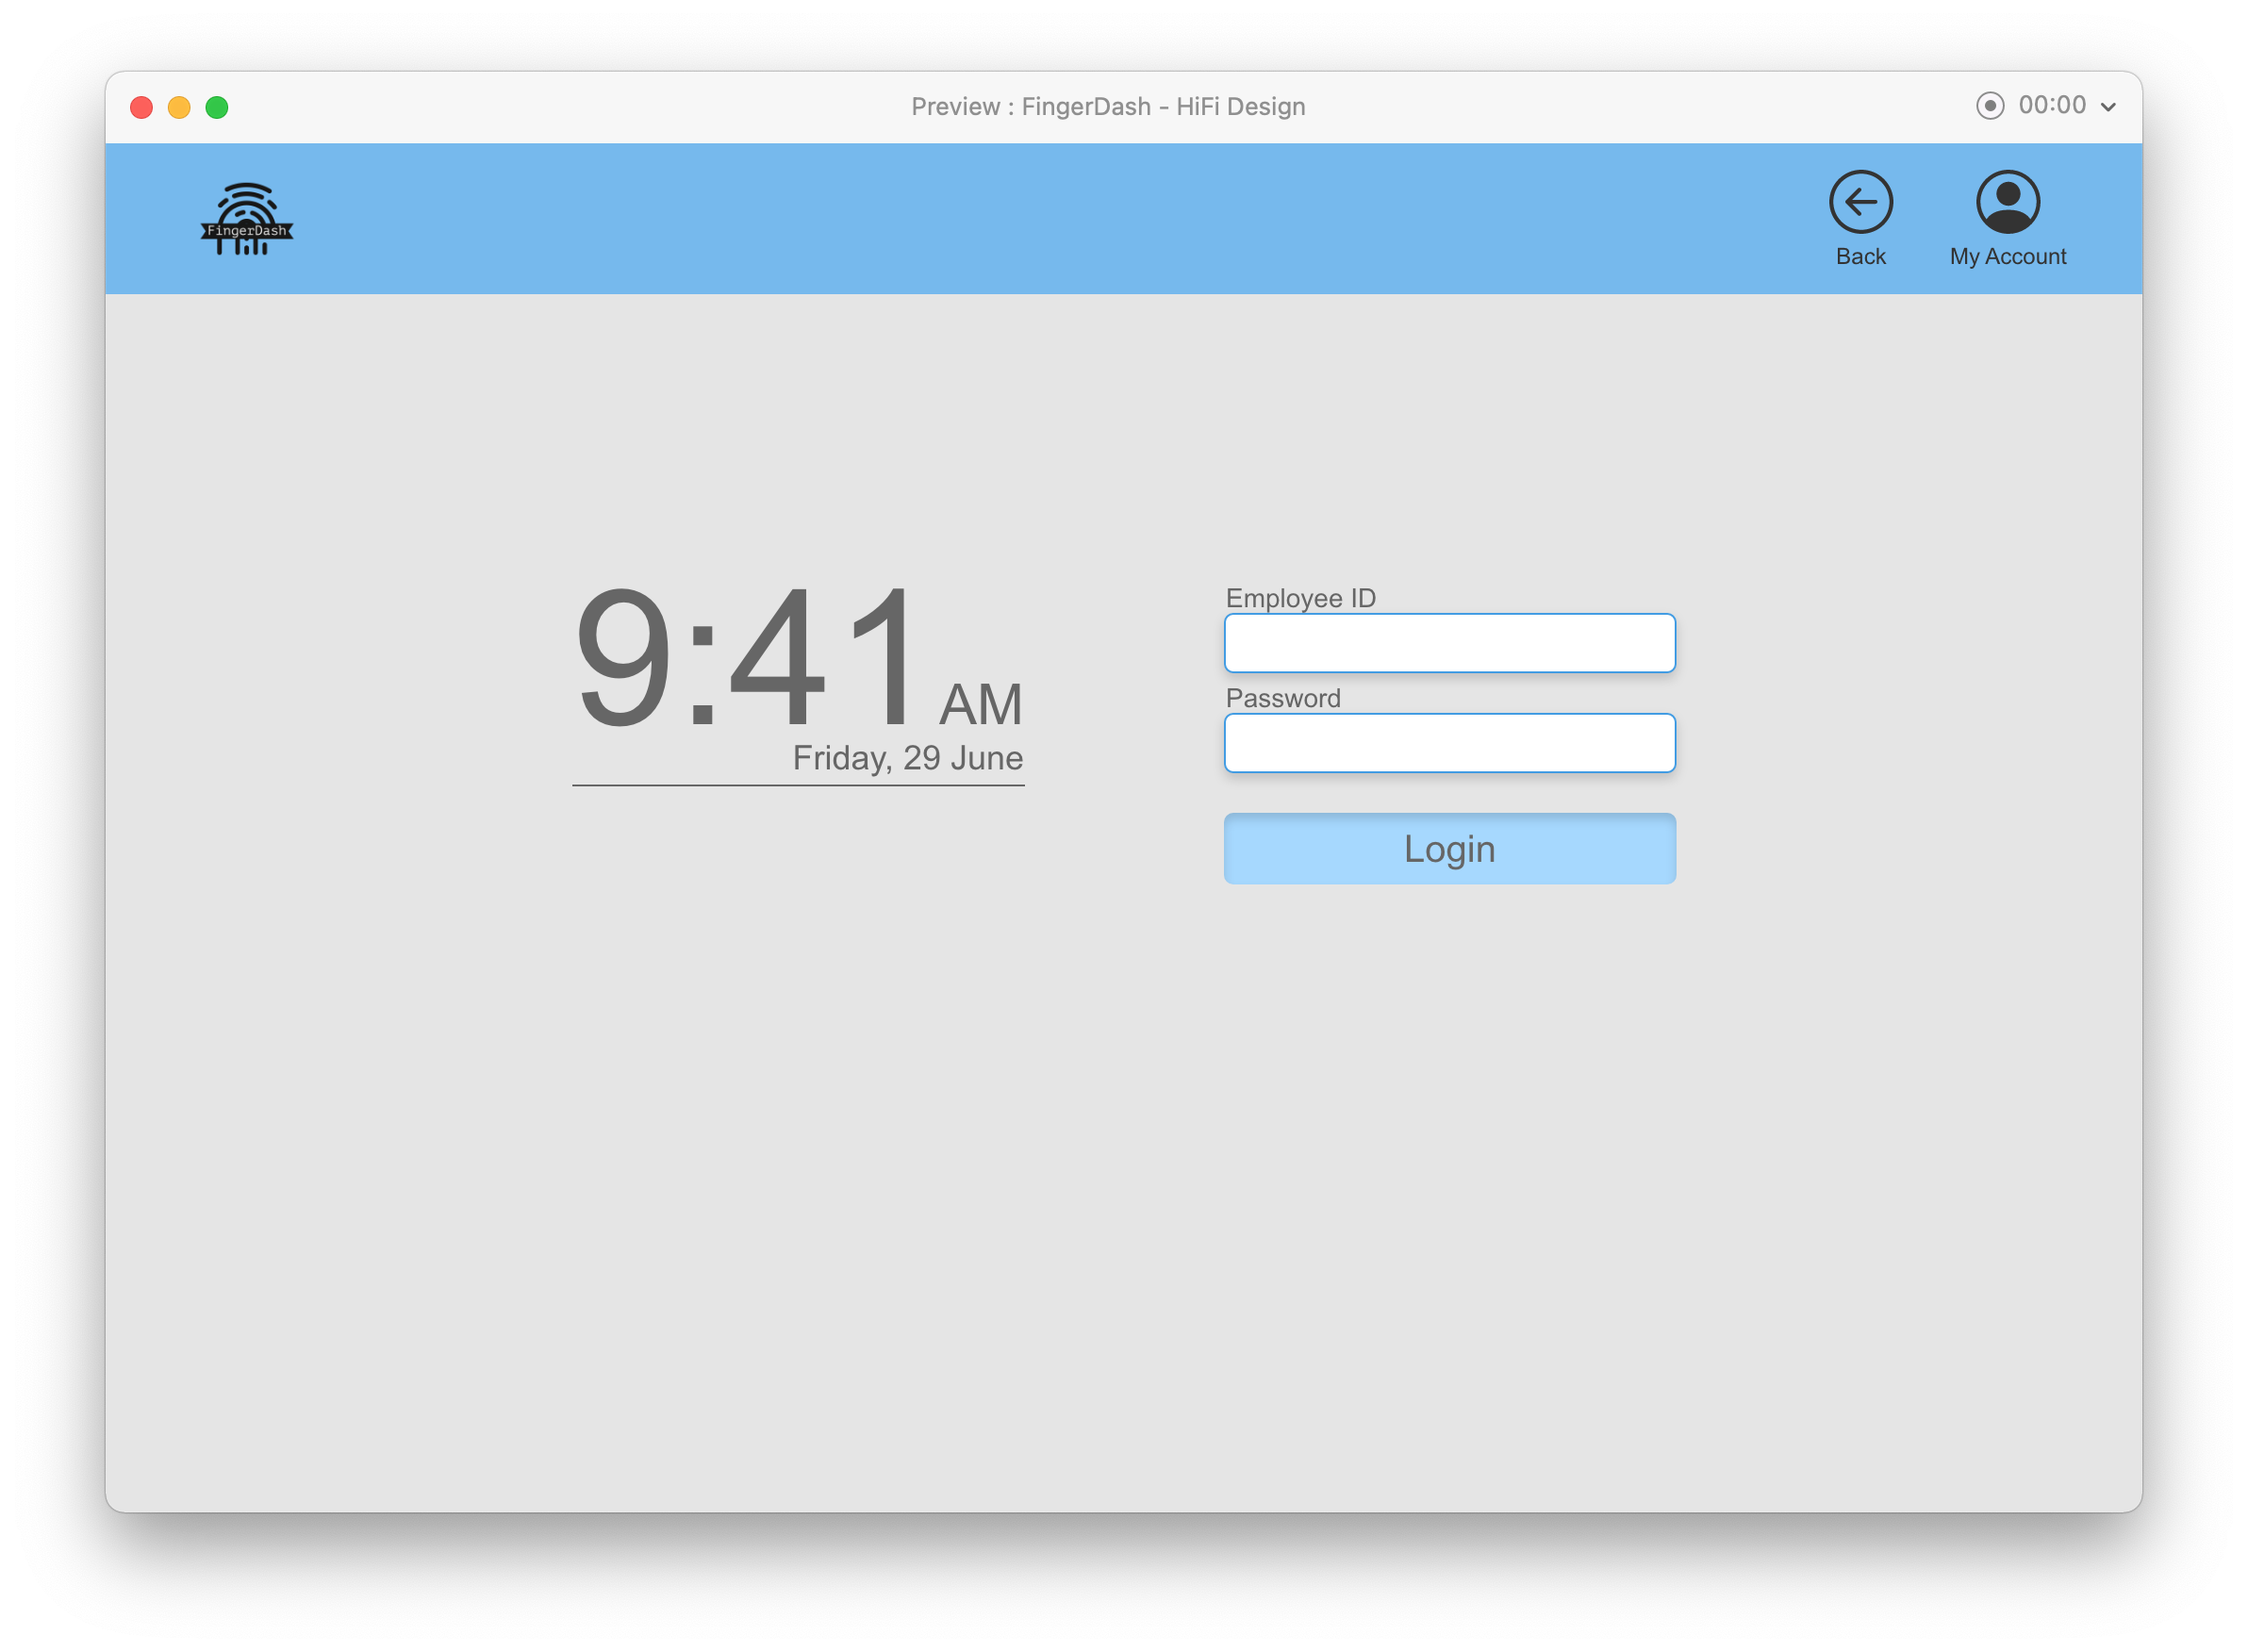 Preview : FingerDash - HiFi Design
00:00
FingerDash
Back
My Account
9:41 AM
Friday, 29 June
Employee ID
Password
Login